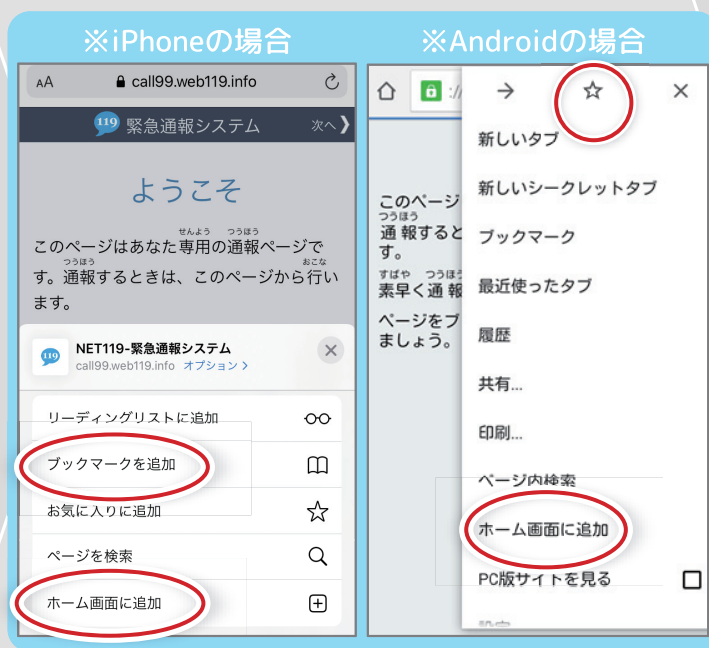 ※iPhoneの場合
AA call99.web119.info
119 緊急通報システム 次へ
ようこそ
せんよう つうほう
このページはあなた専用の通報ページで
つうほう おこな
す。通報するときは、このページから行い
ます。
119 NET119-緊急通報システム
call99.web119.info オプション
リーディングリストに追加
ブックマークを追加
お気に入りに追加
ページを検索
ホーム画面に追加
※Androidの場合
://
このページ
つうほう
通報すると
す。
すばや つうほう
素早く通報
ページをブ
ましょう。
新しいタブ
新しいシークレットタブ
ブックマーク
最近使ったタブ
履歴
共有...
印刷...
ページ内検索
ホーム画面に追加
PC版サイトを見る